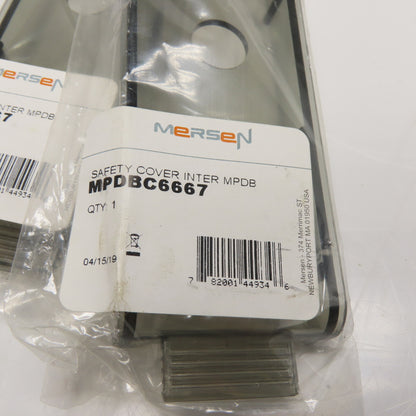 MERSEN
INTER MPDB
67
44934
MERSEN
SAFETY COVER INTER MPDB
MPDBC6667
QTY: 1
04/15/19
7 82001 44934 6
Mersen - 374 Merrimac ST
NEWBURYPORT MA 01950 USA